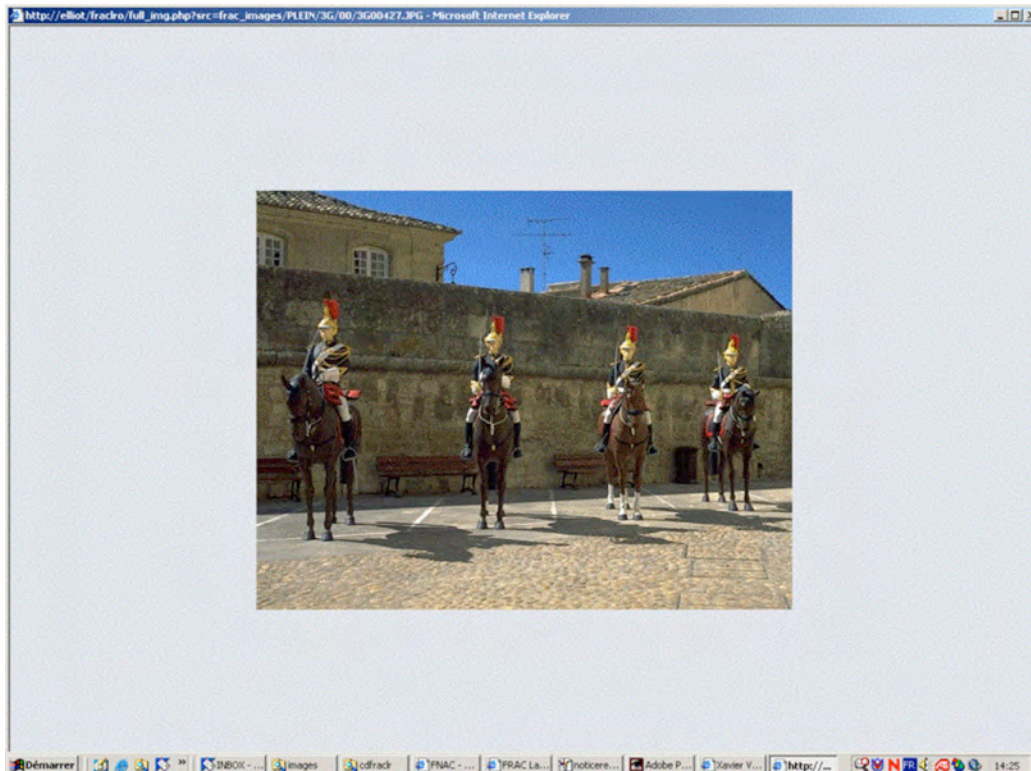 http://elliot/fraclro/full_img.php?src=frac_images/PLEIN/3G/00/3G00427.JPG - Microsoft Internet Explorer
Démarrer
»
INBOX - ...
images
cdfraclr
FNAC - ...
FRAC La...
noticere...
Adobe P...
Xavier V...
http://...
FR
14:25